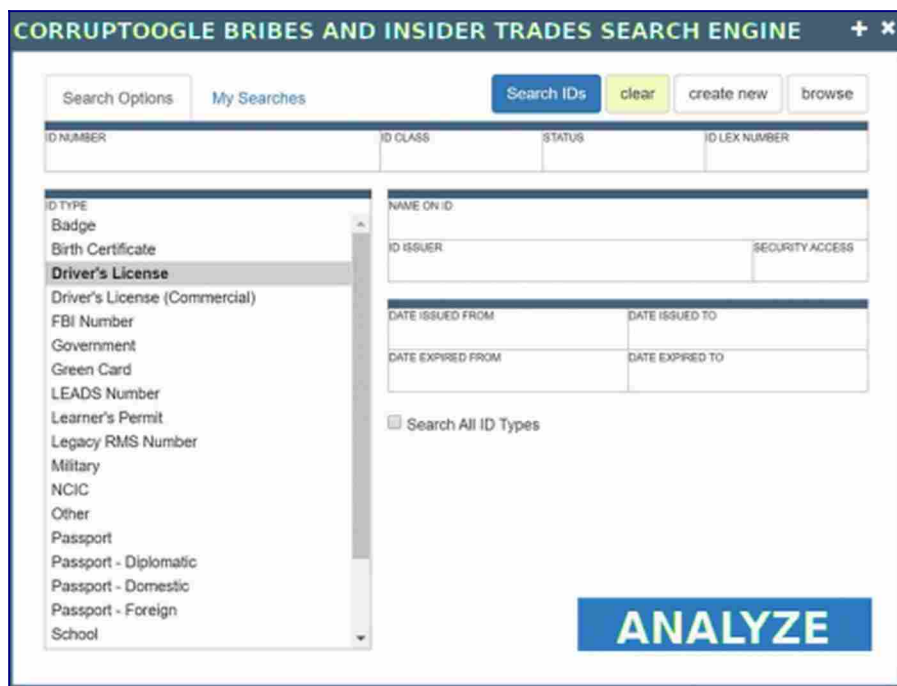 CORRUPTOOGLE BRIBES AND INSIDER TRADES SEARCH ENGINE + ×
Search Options My Searches Search IDs clear create new browse
ID NUMBER ID CLASS STATUS ID LEX NUMBER
ID TYPE
Badge
Birth Certificate
Driver's License
Driver's License (Commercial)
FBI Number
Government
Green Card
LEADS Number
Learner's Permit
Legacy RMS Number
Military
NCIC
Other
Passport
Passport - Diplomatic
Passport - Domestic
Passport - Foreign
School
NAME ON ID
ID ISSUER SECURITY ACCESS
DATE ISSUED FROM DATE ISSUED TO
DATE EXPIRED FROM DATE EXPIRED TO
Search All ID Types
ANALYZE